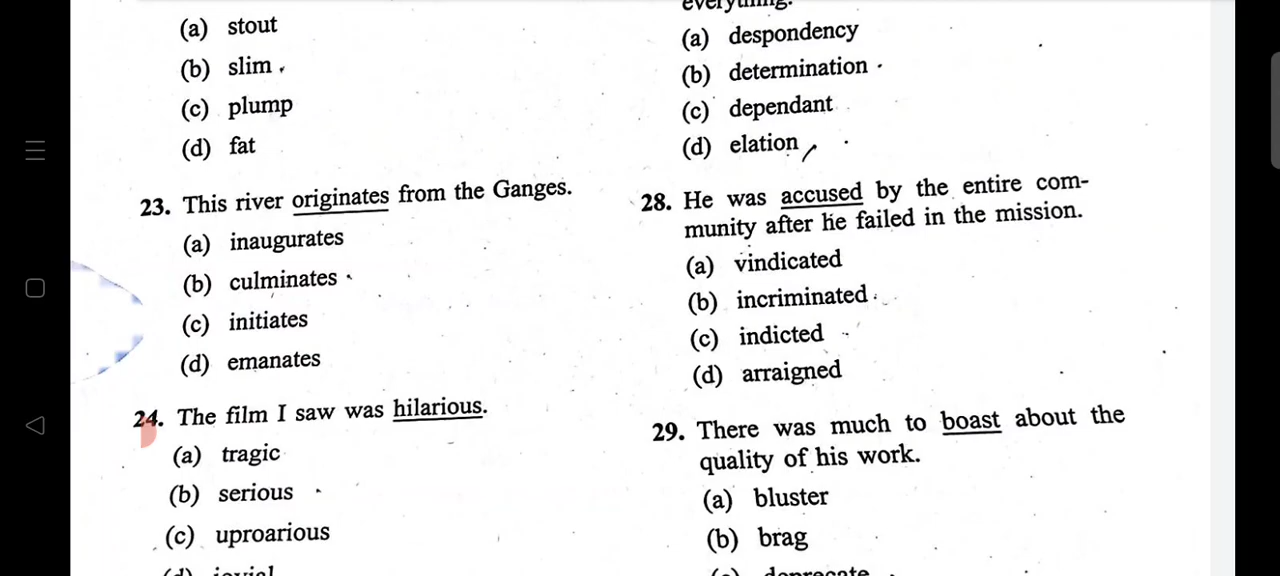 (a) stout
(b) slim
(c) plump
(d) fat
23. This river originates from the Ganges.
(a) inaugurates
(b) culminates
(c) initiates
(d) emanates
24. The film I saw was hilarious.
(a) tragic
(b) serious
(c) uproarious
(d) jovial
everything.
(a) despondency
(b) determination
(c) dependant
(d) elation
28. He was accused by the entire com-
munity after he failed in the mission.
(a) vindicated
(b) incriminated
(c) indicted
(d) arraigned
29. There was much to boast about the
quality of his work.
(a) bluster
(b) brag
(c) deprecate